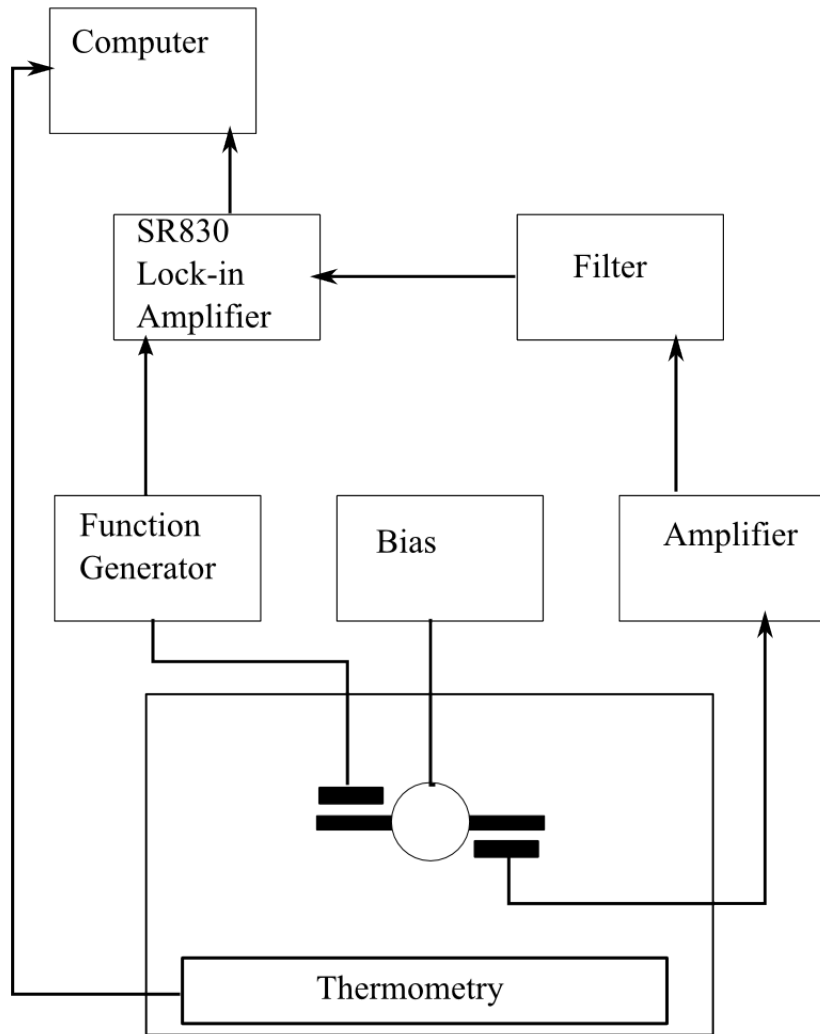 Computer
SR830
Lock-in
Amplifier
Filter
Function
Generator
Bias
Amplifier
Thermometry